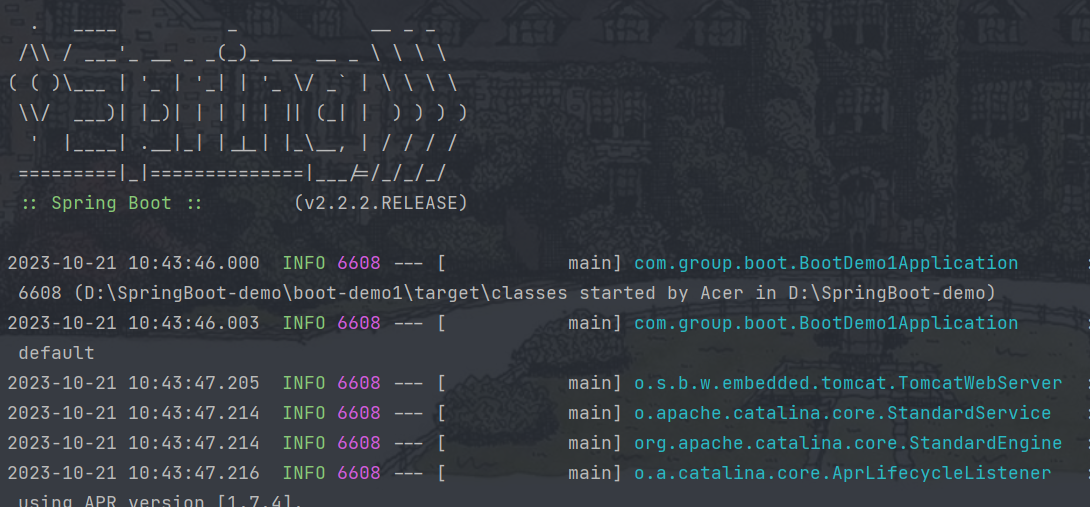 .   ____          _            __ _ _
 /\\ / ___'_ __ _ _(_)_ __  __ _ \ \ \ \
( ( )\___ | '_ | '_| | '_ \/ _` | \ \ \ \
 \\/  ___)| |_)| | | | | || (_| |  ) ) ) )
  '  |____| .__|_| |_|_| |_\__, | / / / /
 =========|_|==============|___/=/_/_/_/
 :: Spring Boot ::        (v2.2.2.RELEASE)
2023-10-21 10:43:46.000  INFO 6608 --- [           main] com.group.boot.BootDemo1Application      :
 6608 (D:\SpringBoot-demo\boot-demo1\target\classes started by Acer in D:\SpringBoot-demo)
2023-10-21 10:43:46.003  INFO 6608 --- [           main] com.group.boot.BootDemo1Application      :
 default
2023-10-21 10:43:47.205  INFO 6608 --- [           main] o.s.b.w.embedded.tomcat.TomcatWebServer  :
2023-10-21 10:43:47.214  INFO 6608 --- [           main] o.apache.catalina.core.StandardService   :
2023-10-21 10:43:47.214  INFO 6608 --- [           main] org.apache.catalina.core.StandardEngine  :
2023-10-21 10:43:47.216  INFO 6608 --- [           main] o.a.catalina.core.AprLifecycleListener   :
 using APR version [1.7.4].